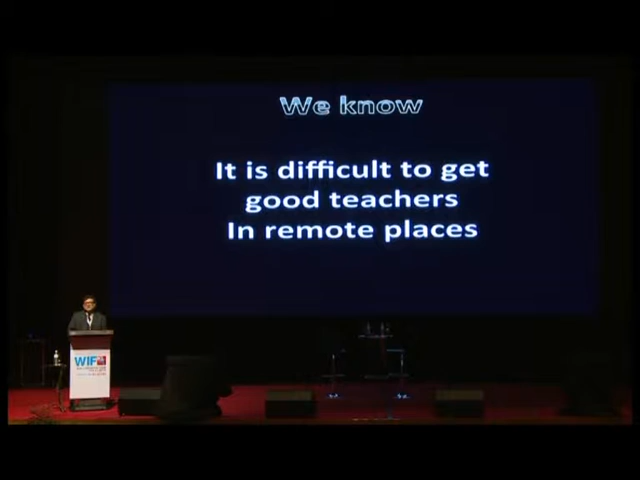 We know
It is difficult to get
good teachers
In remote places
WIF